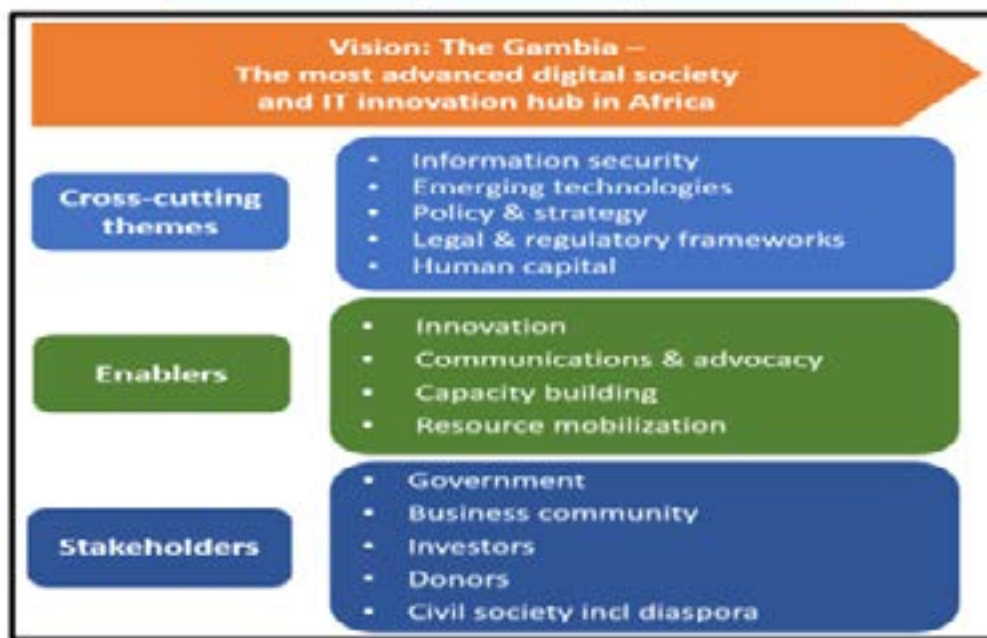 Vision: The Gambia –
The most advanced digital society
and IT innovation hub in Africa
Cross-cutting
themes
• Information security
• Emerging technologies
• Policy & strategy
• Legal & regulatory frameworks
• Human capital
Enablers
• Innovation
• Communications & advocacy
• Capacity building
• Resource mobilization
Stakeholders
• Government
• Business community
• Investors
• Donors
• Civil society incl diaspora